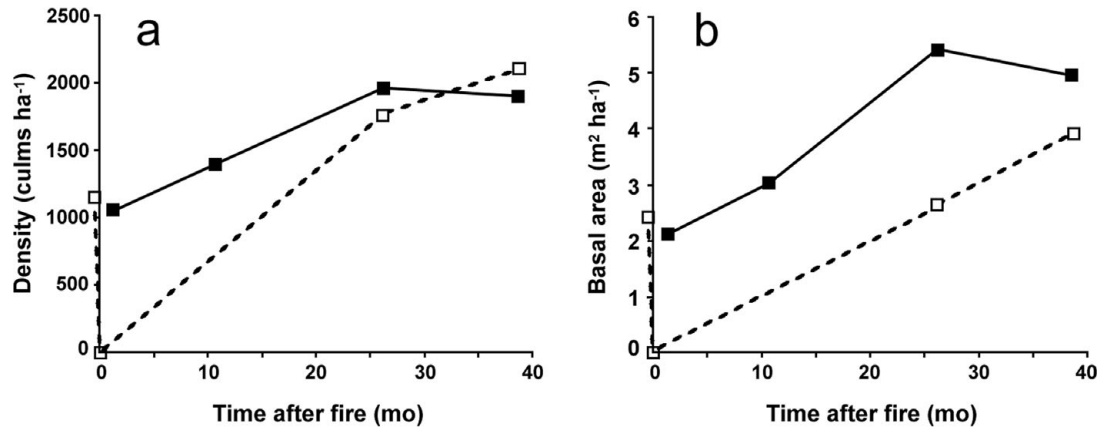 a
Density (culms ha⁻¹)
2500
2000
1500
1000
500
0
0 10 20 30 40
Time after fire (mo)
b
Basal area (m² ha⁻¹)
6
5
4
3
2
1
0
0 10 20 30 40
Time after fire (mo)